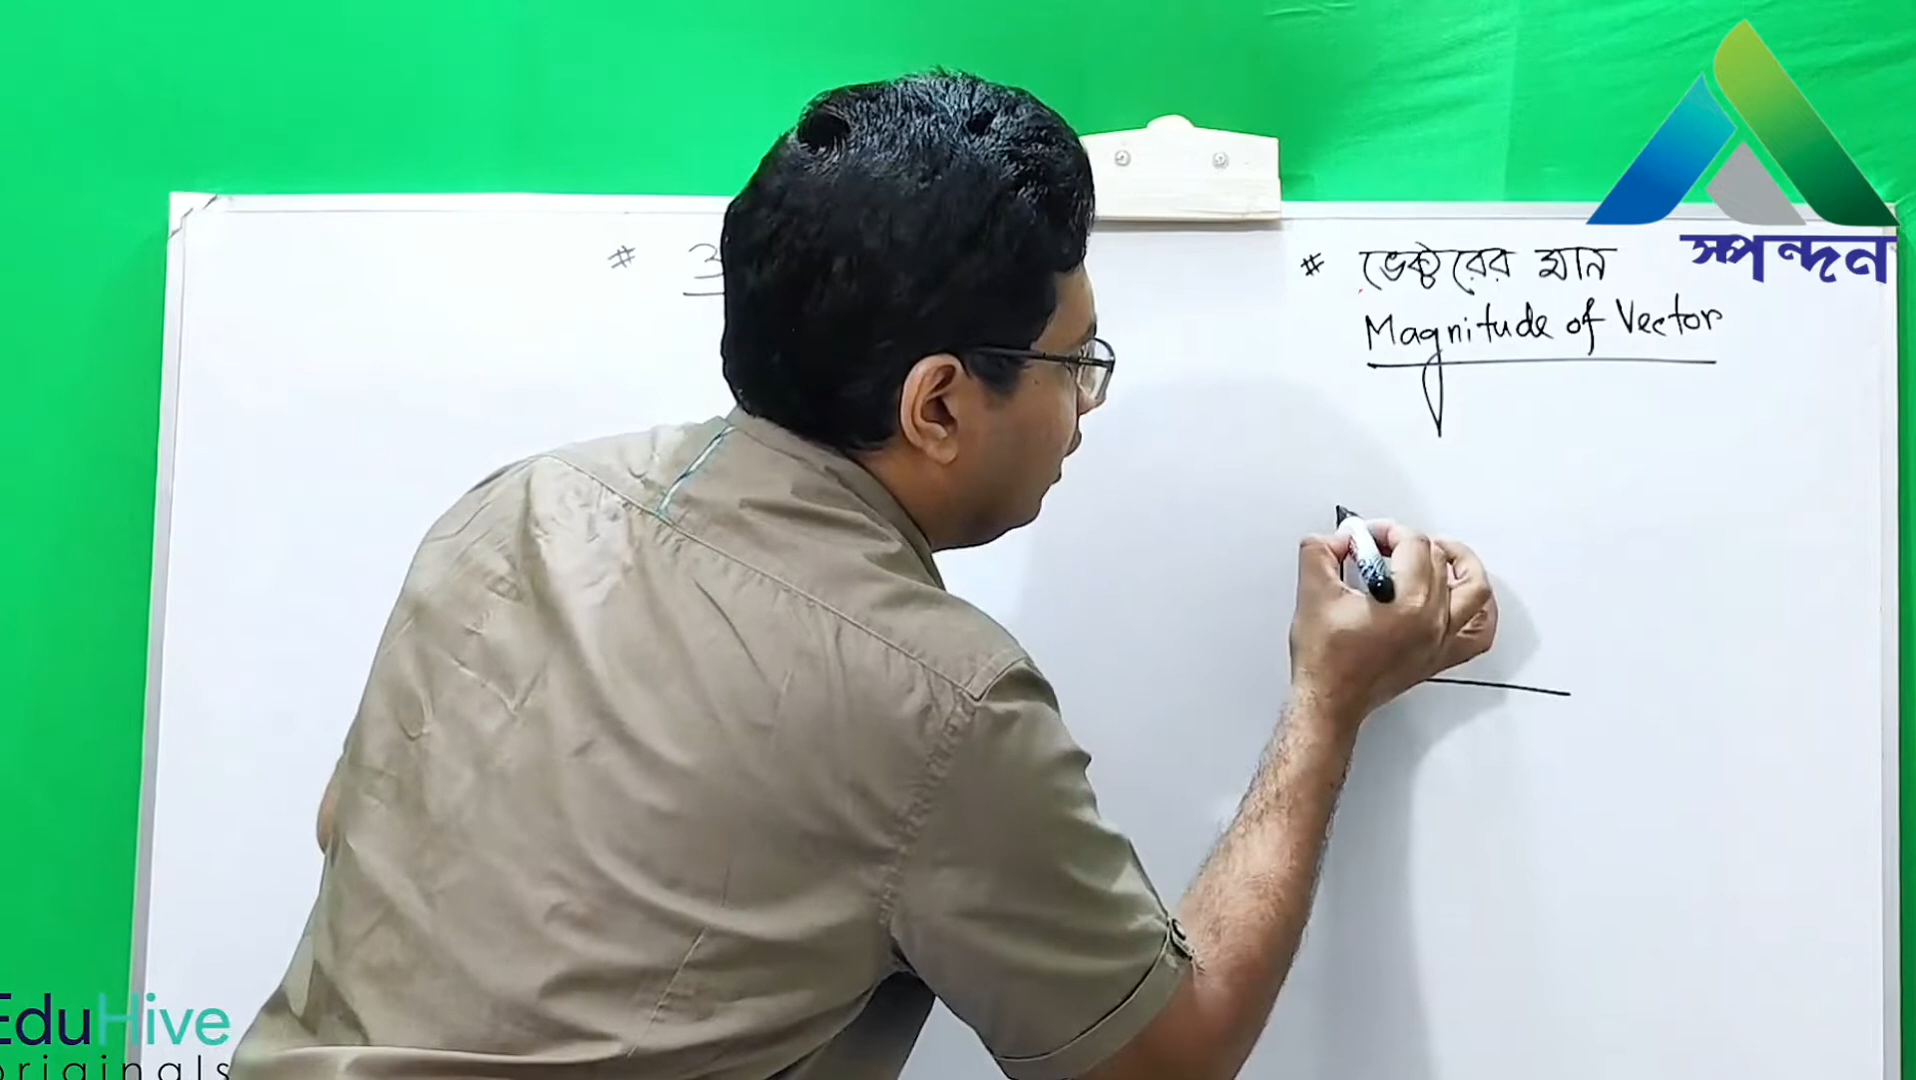 #
# ভেক্টরের মান
Magnitude of Vector
স্পন্দন
EduHive
originals